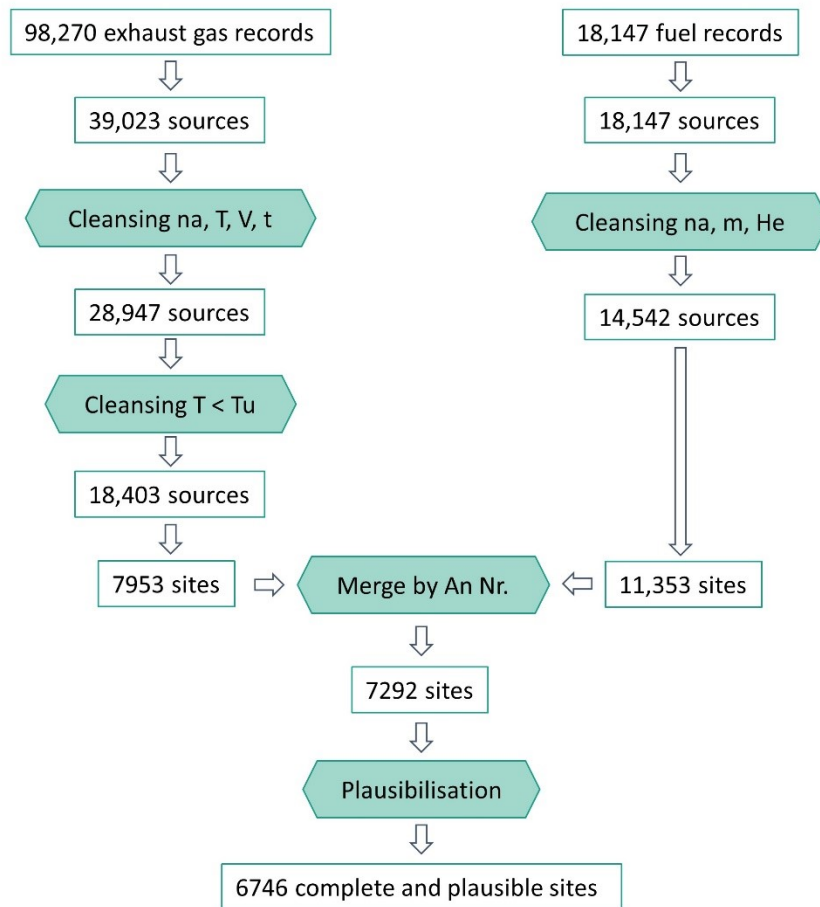 98,270 exhaust gas records
18,147 fuel records
39,023 sources
18,147 sources
Cleansing na, T, V, t
Cleansing na, m, He
28,947 sources
14,542 sources
Cleansing T < Tu
18,403 sources
7953 sites
Merge by An Nr.
11,353 sites
7292 sites
Plausibilisation
6746 complete and plausible sites